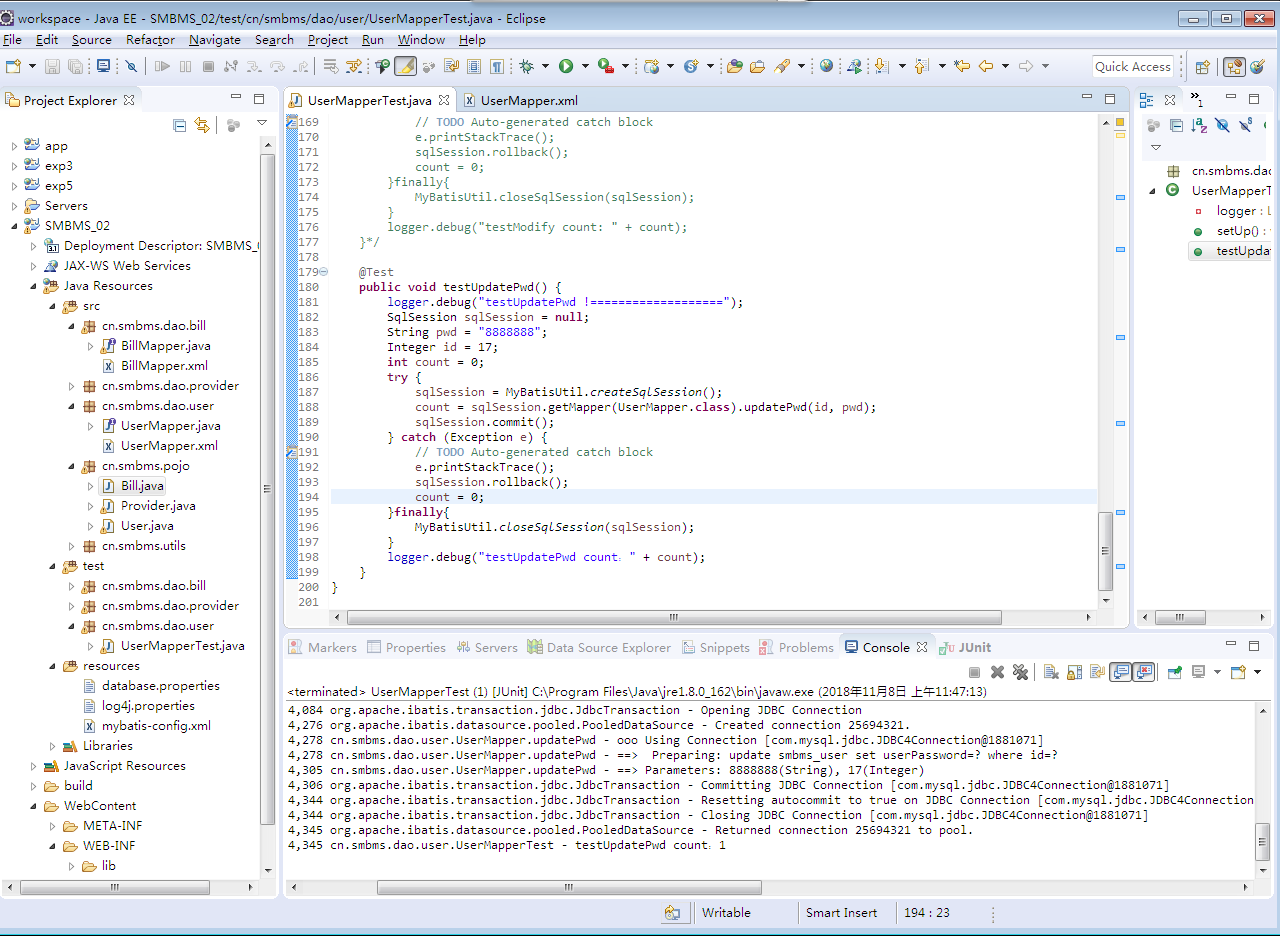 workspace - Java EE - SMBMS_02/test/cn/smbms/dao/user/UserMapperTest.java - Eclipse
File Edit Source Refactor Navigate Search Project Run Window Help
Quick Access
Project Explorer
app
exp3
exp5
Servers
SMBMS_02
Deployment Descriptor: SMBMS_
JAX-WS Web Services
Java Resources
src
cn.smbms.dao.bill
BillMapper.java
BillMapper.xml
cn.smbms.dao.provider
cn.smbms.dao.user
UserMapper.java
UserMapper.xml
cn.smbms.pojo
Bill.java
Provider.java
User.java
cn.smbms.utils
test
cn.smbms.dao.bill
cn.smbms.dao.provider
cn.smbms.dao.user
UserMapperTest.java
resources
database.properties
log4j.properties
mybatis-config.xml
Libraries
JavaScript Resources
build
WebContent
META-INF
WEB-INF
lib
UserMapperTest.java UserMapper.xml
169 // TODO Auto-generated catch block
170 e.printStackTrace();
171 sqlSession.rollback();
172 count = 0;
173 }finally{
174 MyBatisUtil.closeSqlSession(sqlSession);
175 }
176 logger.debug("testModify count: " + count);
177 }*/
178
179 @Test
180 public void testUpdatePwd() {
181 logger.debug("testUpdatePwd !===================");
182 SqlSession sqlSession = null;
183 String pwd = "8888888";
184 Integer id = 17;
185 int count = 0;
186 try {
187 sqlSession = MyBatisUtil.createSqlSession();
188 count = sqlSession.getMapper(UserMapper.class).updatePwd(id, pwd);
189 sqlSession.commit();
190 } catch (Exception e) {
191 // TODO Auto-generated catch block
192 e.printStackTrace();
193 sqlSession.rollback();
194 count = 0;
195 }finally{
196 MyBatisUtil.closeSqlSession(sqlSession);
197 }
198 logger.debug("testUpdatePwd count：" + count);
199 }
200 }
201
»1
cn.smbms.dao
UserMapperT
logger :
setUp() :
testUpda
Markers Properties Servers Data Source Explorer Snippets Problems Console JUnit
<terminated> UserMapperTest (1) [JUnit] C:\Program Files\Java\jre1.8.0_162\bin\javaw.exe (2018年11月8日 上午11:47:13)
4,084 org.apache.ibatis.transaction.jdbc.JdbcTransaction - Opening JDBC Connection
4,276 org.apache.ibatis.datasource.pooled.PooledDataSource - Created connection 25694321.
4,278 cn.smbms.dao.user.UserMapper.updatePwd - ooo Using Connection [com.mysql.jdbc.JDBC4Connection@1881071]
4,278 cn.smbms.dao.user.UserMapper.updatePwd - ==>  Preparing: update smbms_user set userPassword=? where id=?
4,305 cn.smbms.dao.user.UserMapper.updatePwd - ==> Parameters: 8888888(String), 17(Integer)
4,306 org.apache.ibatis.transaction.jdbc.JdbcTransaction - Committing JDBC Connection [com.mysql.jdbc.JDBC4Connection@1881071]
4,344 org.apache.ibatis.transaction.jdbc.JdbcTransaction - Resetting autocommit to true on JDBC Connection [com.mysql.jdbc.JDBC4Connection
4,344 org.apache.ibatis.transaction.jdbc.JdbcTransaction - Closing JDBC Connection [com.mysql.jdbc.JDBC4Connection@1881071]
4,345 org.apache.ibatis.datasource.pooled.PooledDataSource - Returned connection 25694321 to pool.
4,345 cn.smbms.dao.user.UserMapperTest - testUpdatePwd count：1
Writable Smart Insert 194 : 23